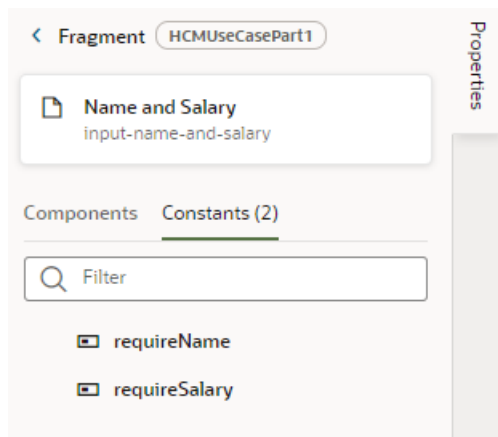 Fragment HCMUseCasePart1
Name and Salary
input-name-and-salary
Components Constants (2)
Filter
requireName
requireSalary
Properties